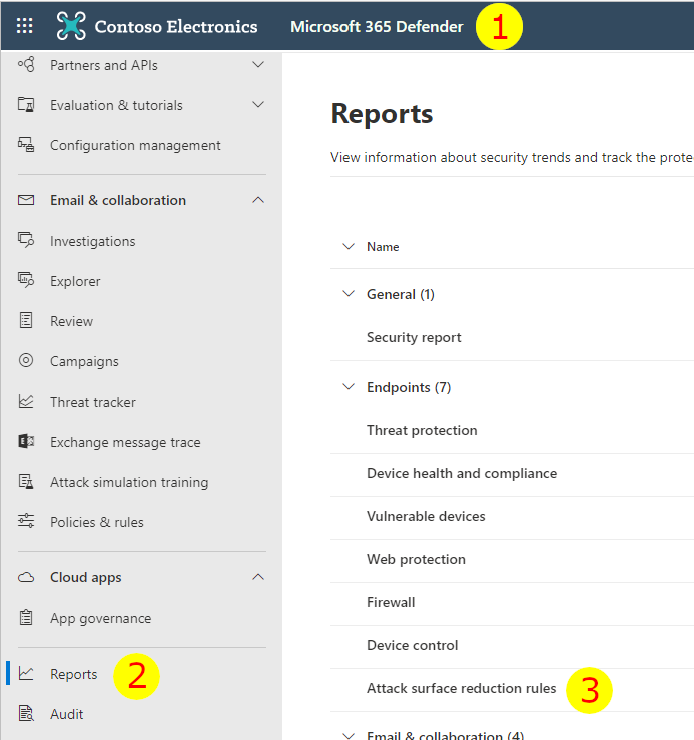 Contoso Electronics Microsoft 365 Defender 1
Partners and APIs
Evaluation & tutorials
Configuration management
Email & collaboration
Investigations
Explorer
Review
Campaigns
Threat tracker
Exchange message trace
Attack simulation training
Policies & rules
Cloud apps
App governance
Reports 2
Audit
Reports
View information about security trends and track the prote
Name
General (1)
Security report
Endpoints (7)
Threat protection
Device health and compliance
Vulnerable devices
Web protection
Firewall
Device control
Attack surface reduction rules 3
Email & collaboration (4)